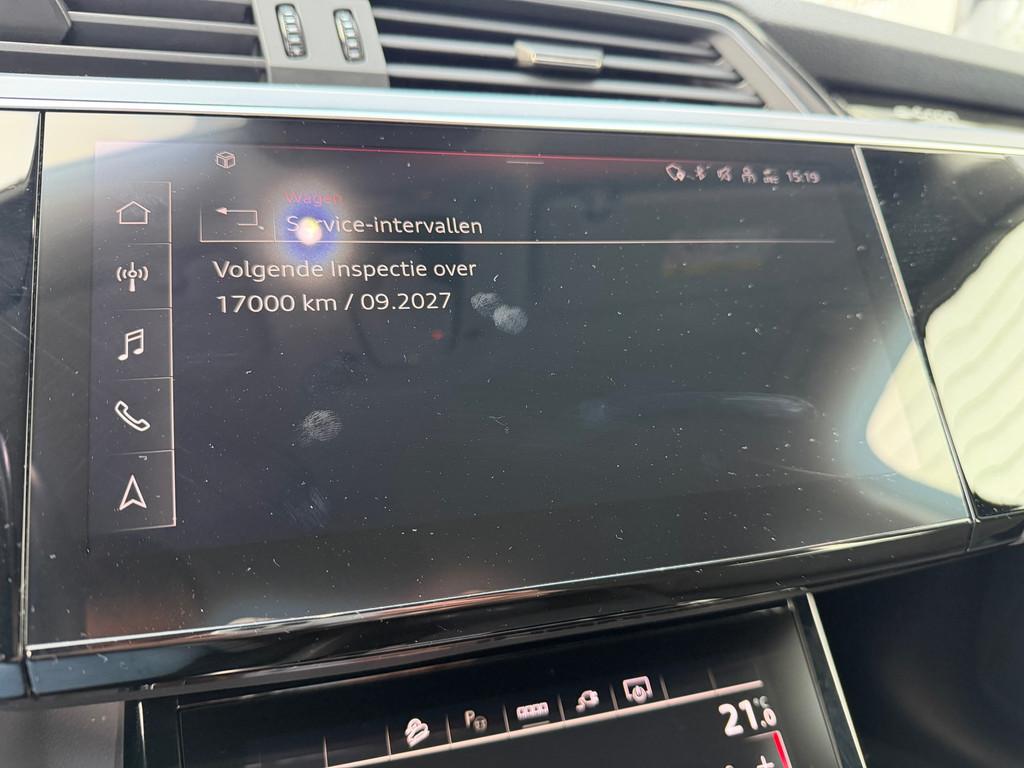 15:19
Wagen
Service-intervallen
Volgende Inspectie over
17000 km / 09.2027
P
21.0
°C
+